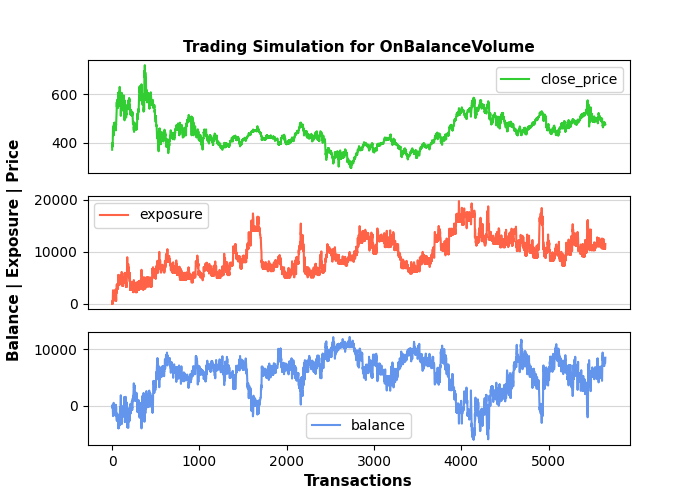 Trading Simulation for OnBalanceVolume
close_price
600
400
Balance | Exposure | Price
20000
exposure
10000
0
10000
0
balance
0 1000 2000 3000 4000 5000
Transactions